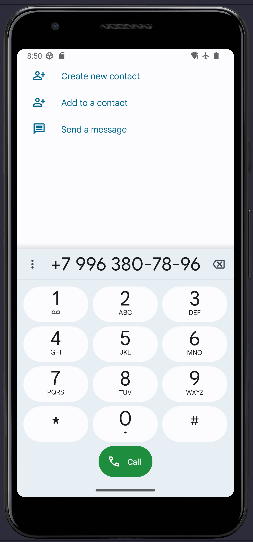 8:50
Create new contact
Add to a contact
Send a message
+7 996 380-78-96
1 2 3
ABC DEF
4 5 6
GHI JKL MNO
7 8 9
PQRS TUV WXYZ
* 0 #
+
Call